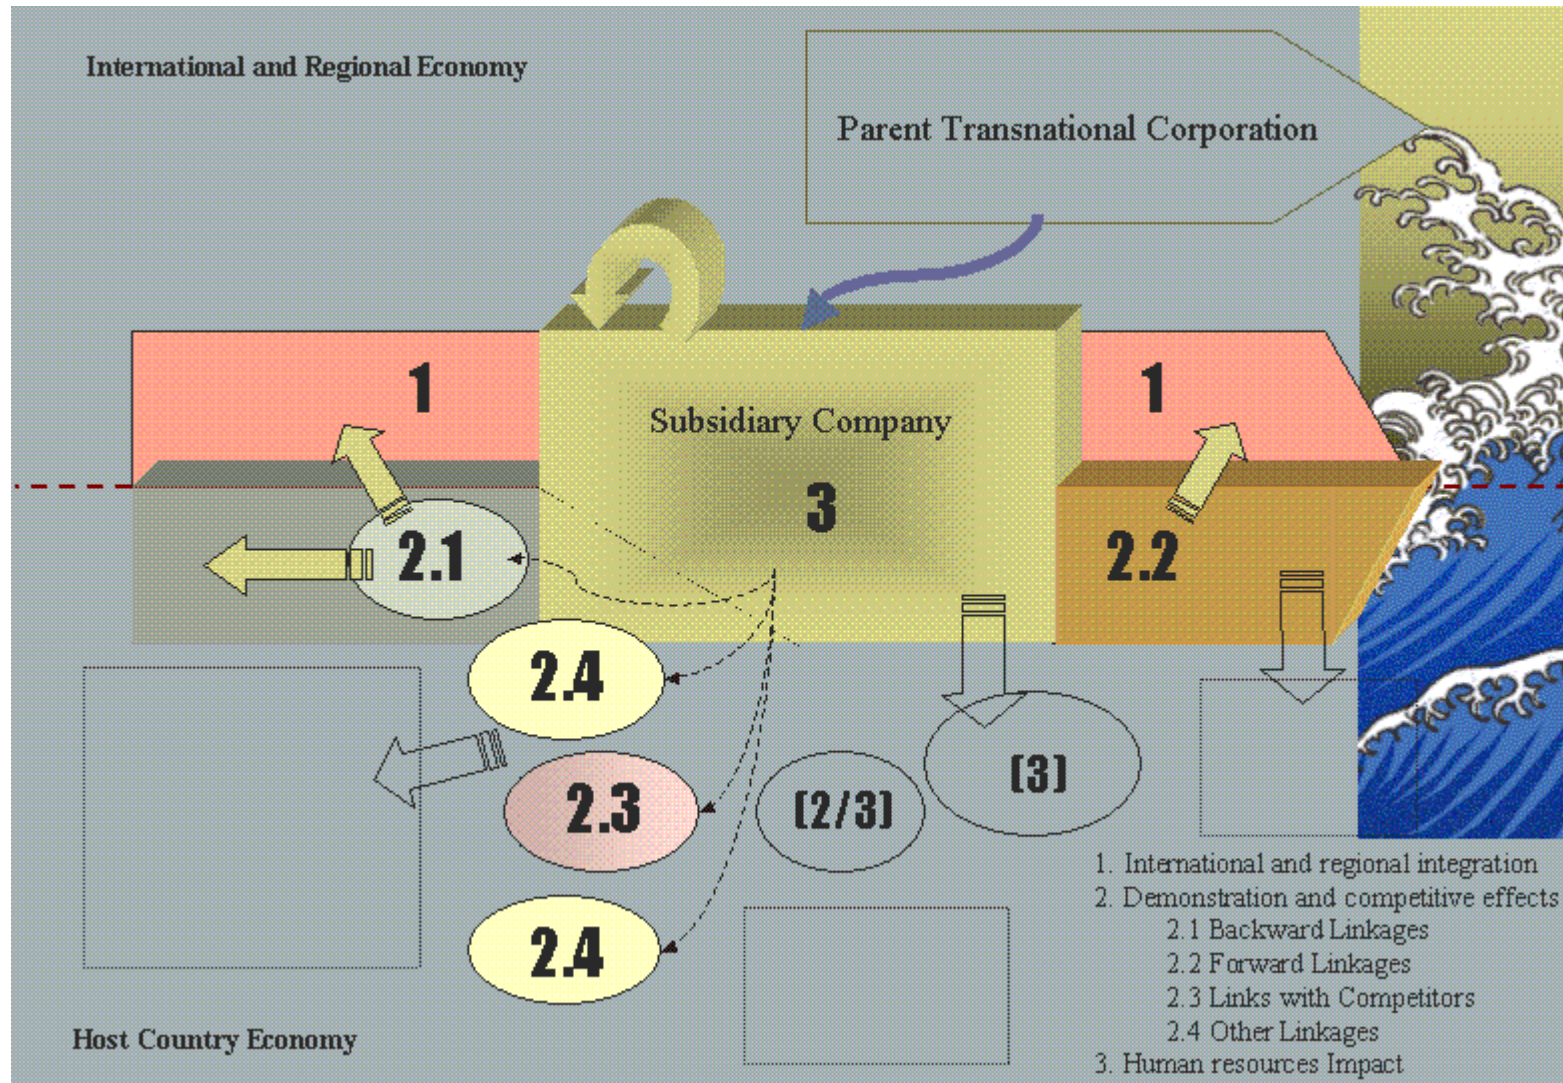 International and Regional Economy
Parent Transnational Corporation
1
1
Subsidiary Company
3
2.1
2.2
2.4
2.3
(2/3)
(3)
2.4
1. International and regional integration
2. Demonstration and competitive effects
2.1 Backward Linkages
2.2 Forward Linkages
2.3 Links with Competitors
2.4 Other Linkages
3. Human resources Impact
Host Country Economy